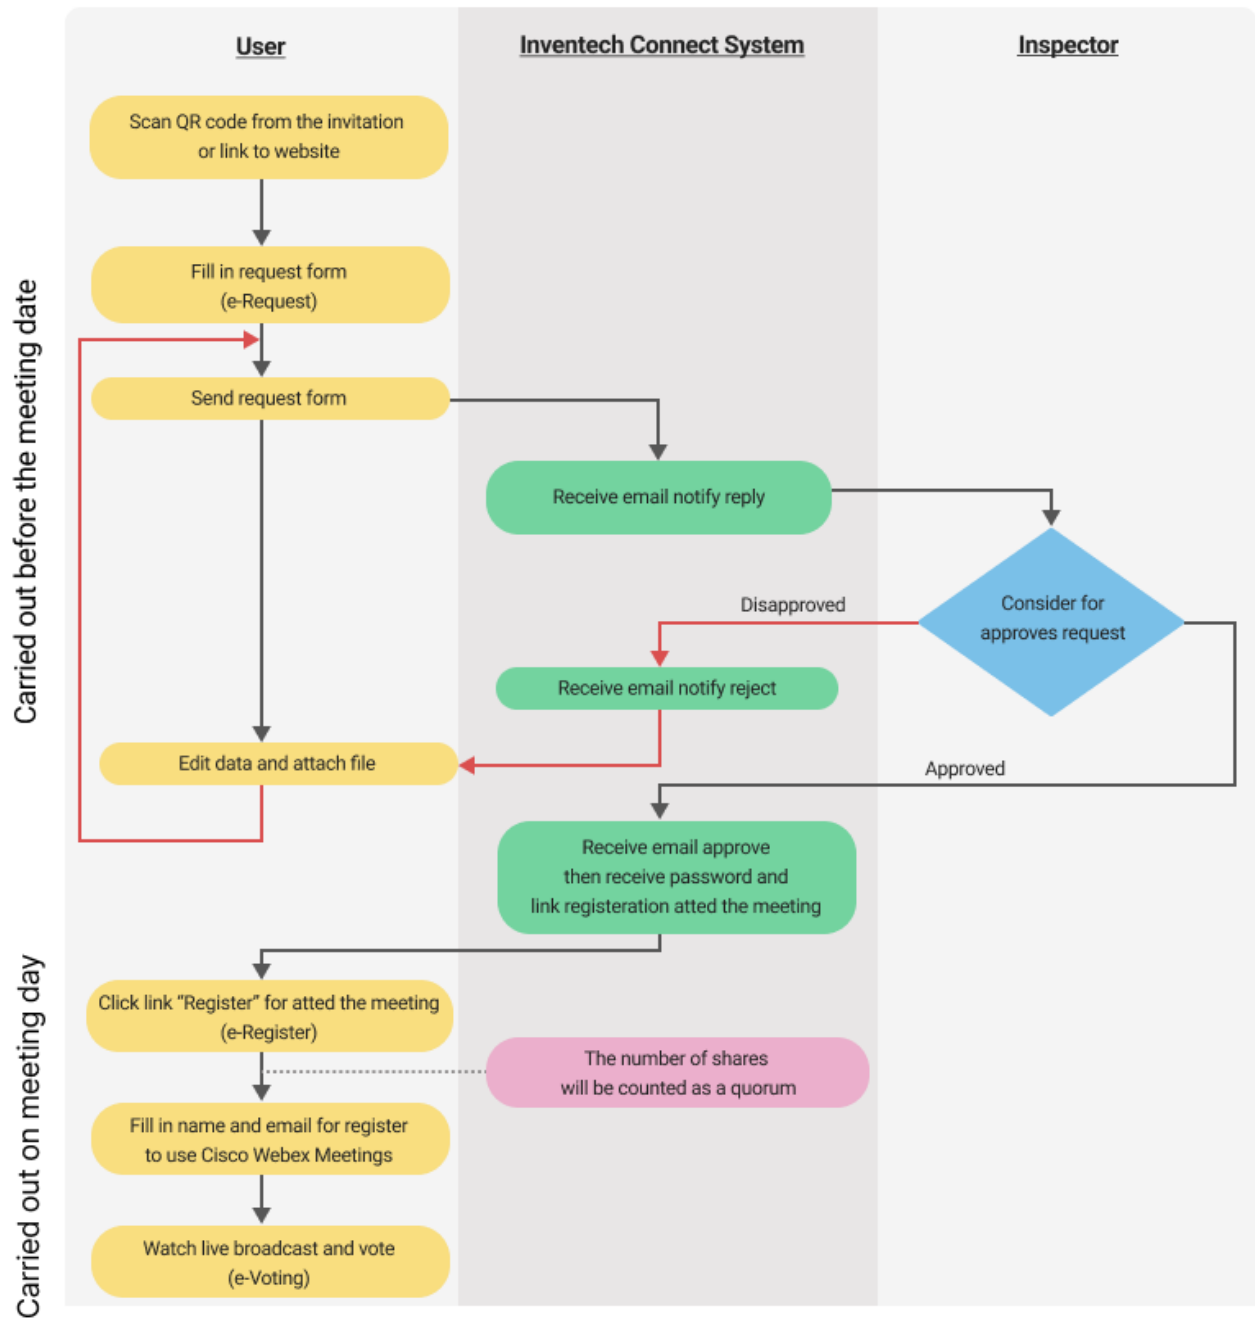 User
Inventech Connect System
Inspector
Carried out before the meeting date
Scan QR code from the invitation
or link to website
Fill in request form
(e-Request)
Send request form
Receive email notify reply
Consider for
approves request
Disapproved
Receive email notify reject
Edit data and attach file
Approved
Receive email approve
then receive password and
link registeration atted the meeting
Carried out on meeting day
Click link “Register” for atted the meeting
(e-Register)
The number of shares
will be counted as a quorum
Fill in name and email for register
to use Cisco Webex Meetings
Watch live broadcast and vote
(e-Voting)